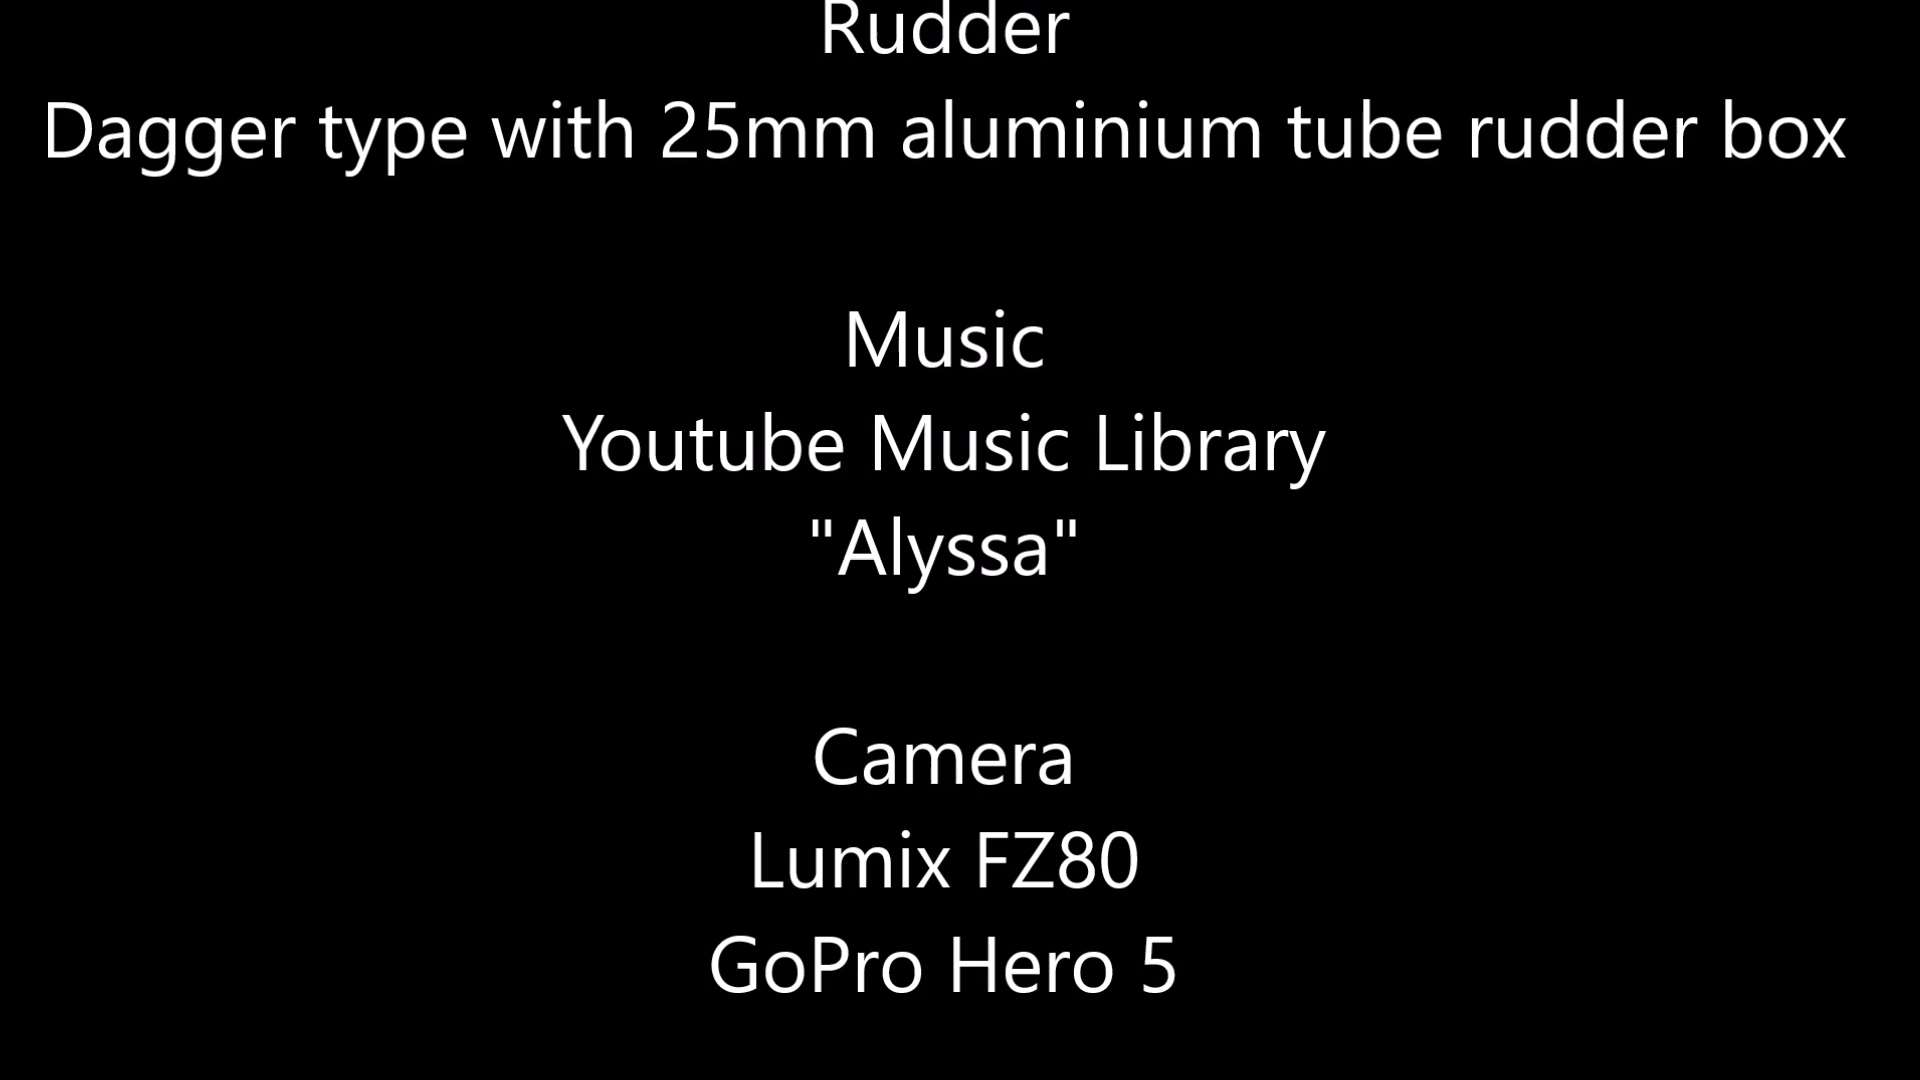 Rudder
Dagger type with 25mm aluminium tube rudder box
Music
Youtube Music Library
"Alyssa"
Camera
Lumix FZ80
GoPro Hero 5